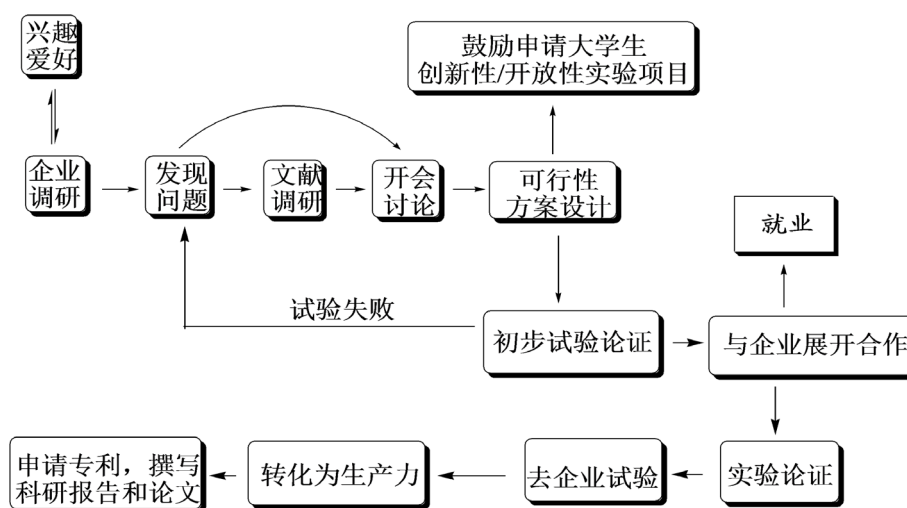 兴趣
爱好
鼓励申请大学生
创新性/开放性实验项目
企业
调研
发现
问题
文献
调研
开会
讨论
可行性
方案设计
就业
试验失败
初步试验论证
与企业展开合作
申请专利，撰写
科研报告和论文
转化为生产力
去企业试验
实验论证